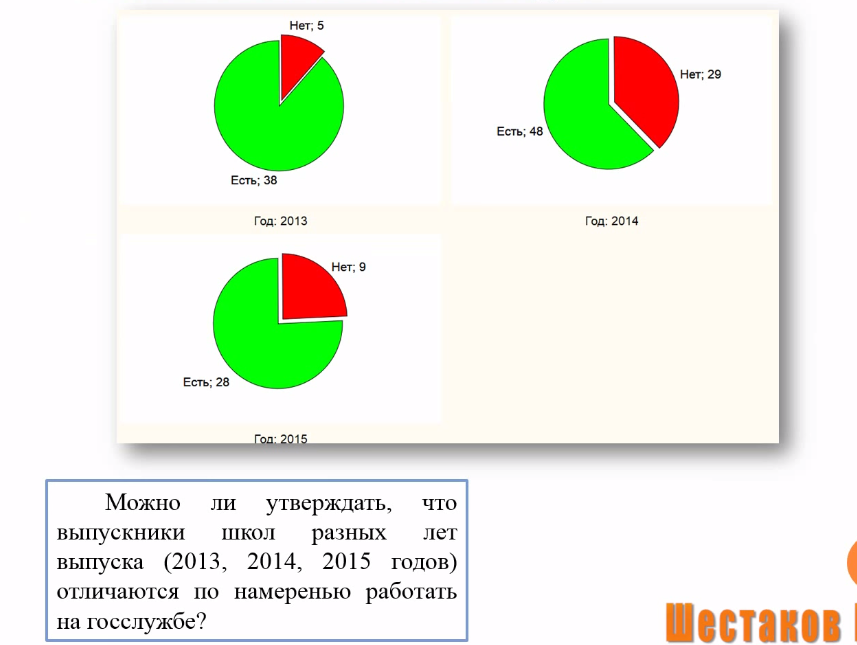 Нет; 5
Есть; 38
Год: 2013
Нет; 29
Есть; 48
Год: 2014
Нет; 9
Есть; 28
Год: 2015
Можно ли утверждать, что
выпускники школ разных лет
выпуска (2013, 2014, 2015 годов)
отличаются по намеренью работать
на госслужбе?
Шестаков